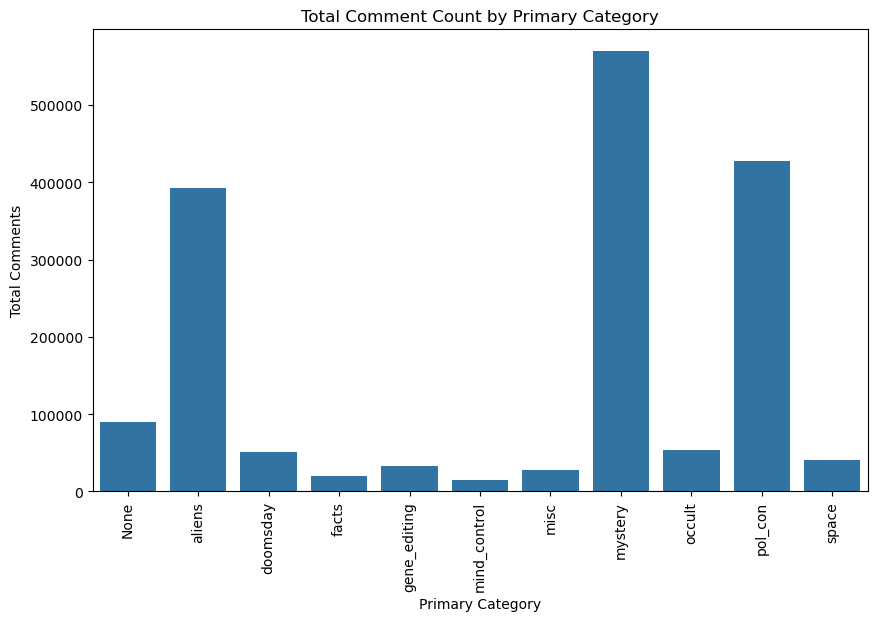 Total Comment Count by Primary Category
Total Comments
500000
400000
300000
200000
100000
0
None
aliens
doomsday
facts
gene_editing
mind_control
misc
mystery
occult
pol_con
space
Primary Category